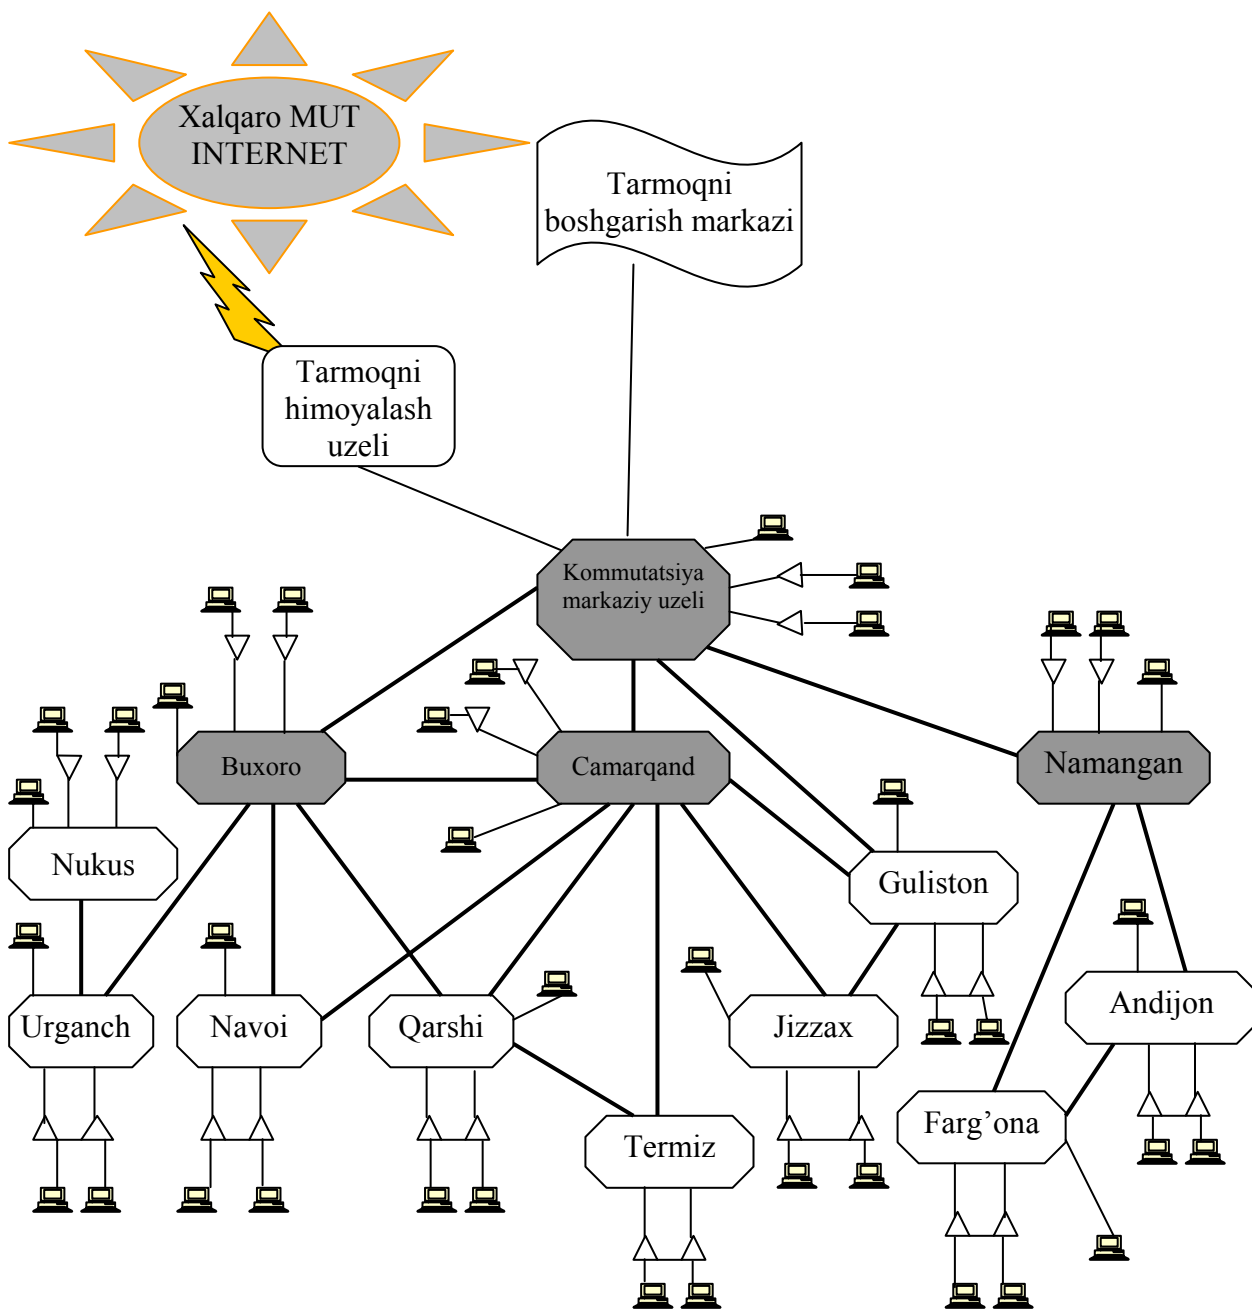 Xalqaro MUT
INTERNET
Tarmoqni
boshgarish markazi
Tarmoqni
himoyalash
uzeli
Kommutatsiya
markaziy uzeli
Buxoro
Camarqand
Namangan
Nukus
Guliston
Urganch
Navoi
Qarshi
Jizzax
Andijon
Termiz
Farg’ona